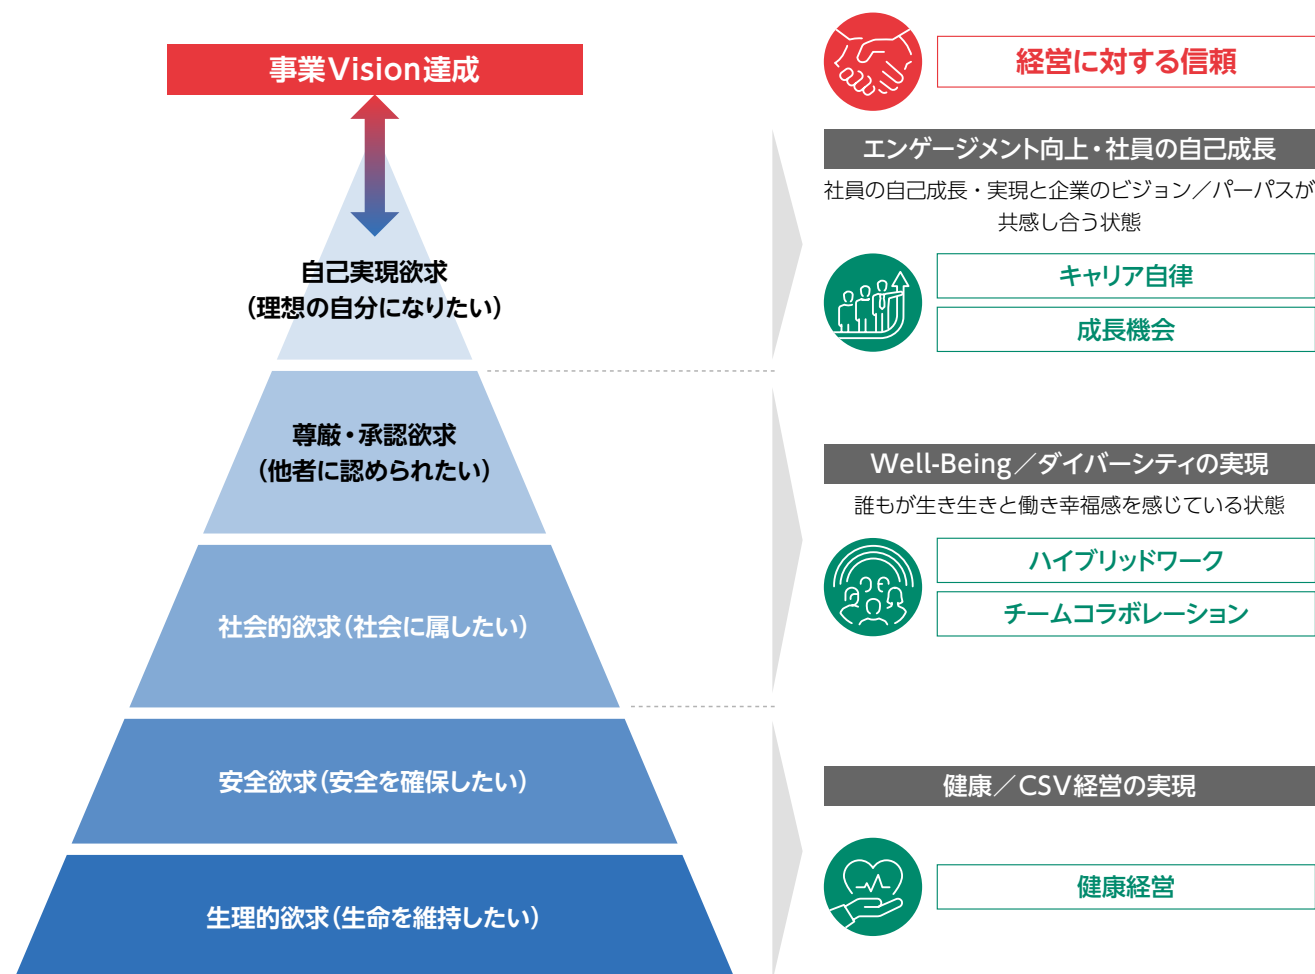 事業Vision達成
自己実現欲求
(理想の自分になりたい)
尊厳・承認欲求
(他者に認められたい)
社会的欲求(社会に属したい)
安全欲求(安全を確保したい)
生理的欲求(生命を維持したい)
経営に対する信頼
エンゲージメント向上・社員の自己成長
社員の自己成長・実現と企業のビジョン／パーパスが
共感し合う状態
キャリア自律
成長機会
Well-Being／ダイバーシティの実現
誰もが生き生きと働き幸福感を感じている状態
ハイブリッドワーク
チームコラボレーション
健康／CSV経営の実現
健康経営